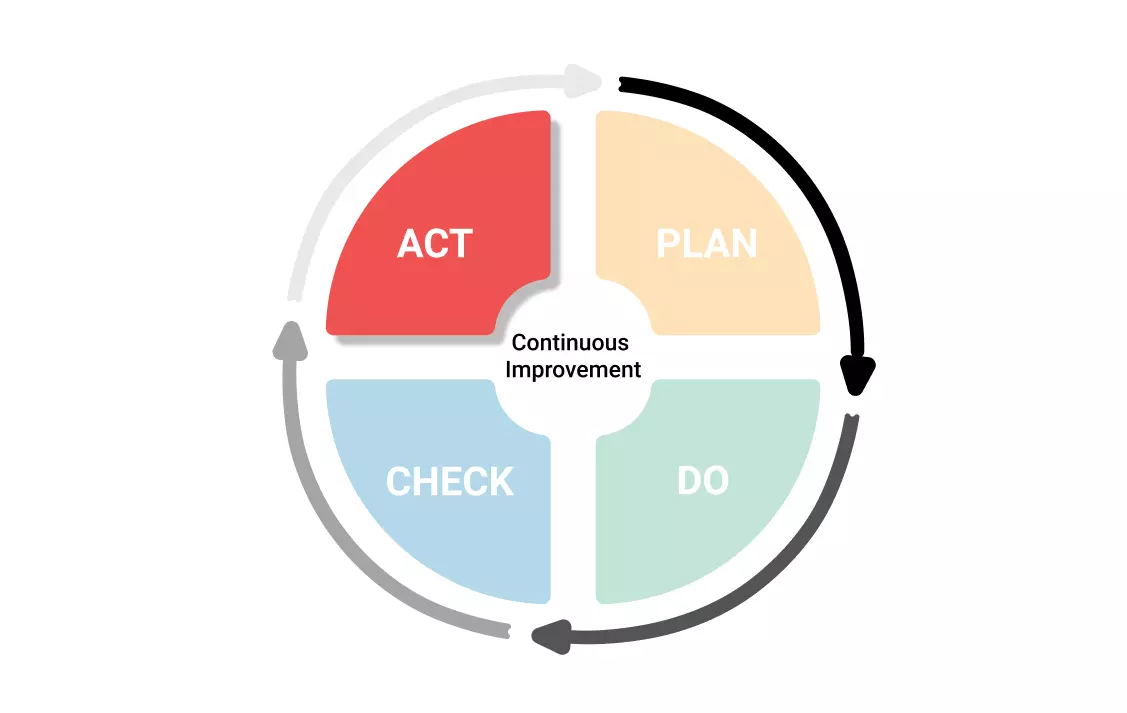 ACT
PLAN
Continuous
Improvement
CHECK
DO